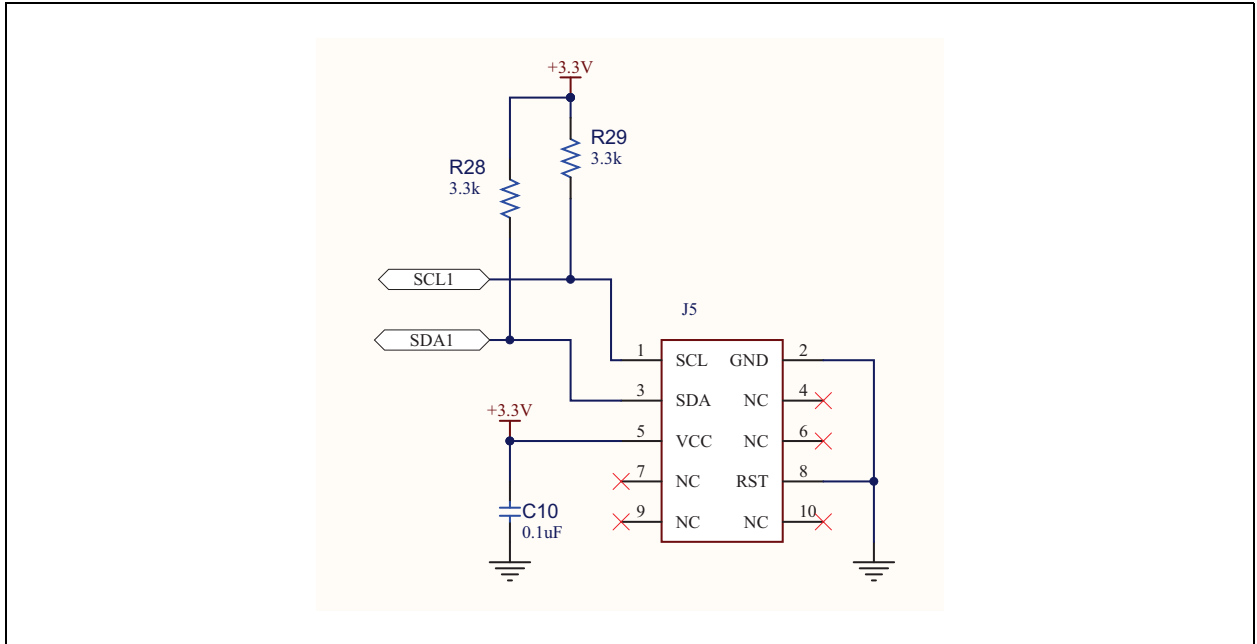 +3.3V
R29
3.3k
R28
3.3k
SCL1
J5
SDA1
1 SCL GND 2
3 SDA NC 4
+3.3V
5 VCC NC 6
7 NC RST 8
C10
9 NC NC 10
0.1uF